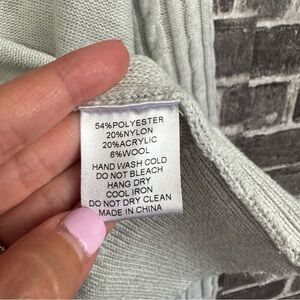 54%POLYESTER
20%NYLON
20%ACRYLIC
6%WOOL
HAND WASH COLD
DO NOT BLEACH
HANG DRY
COOL IRON
DO NOT DRY CLEAN
MADE IN CHINA